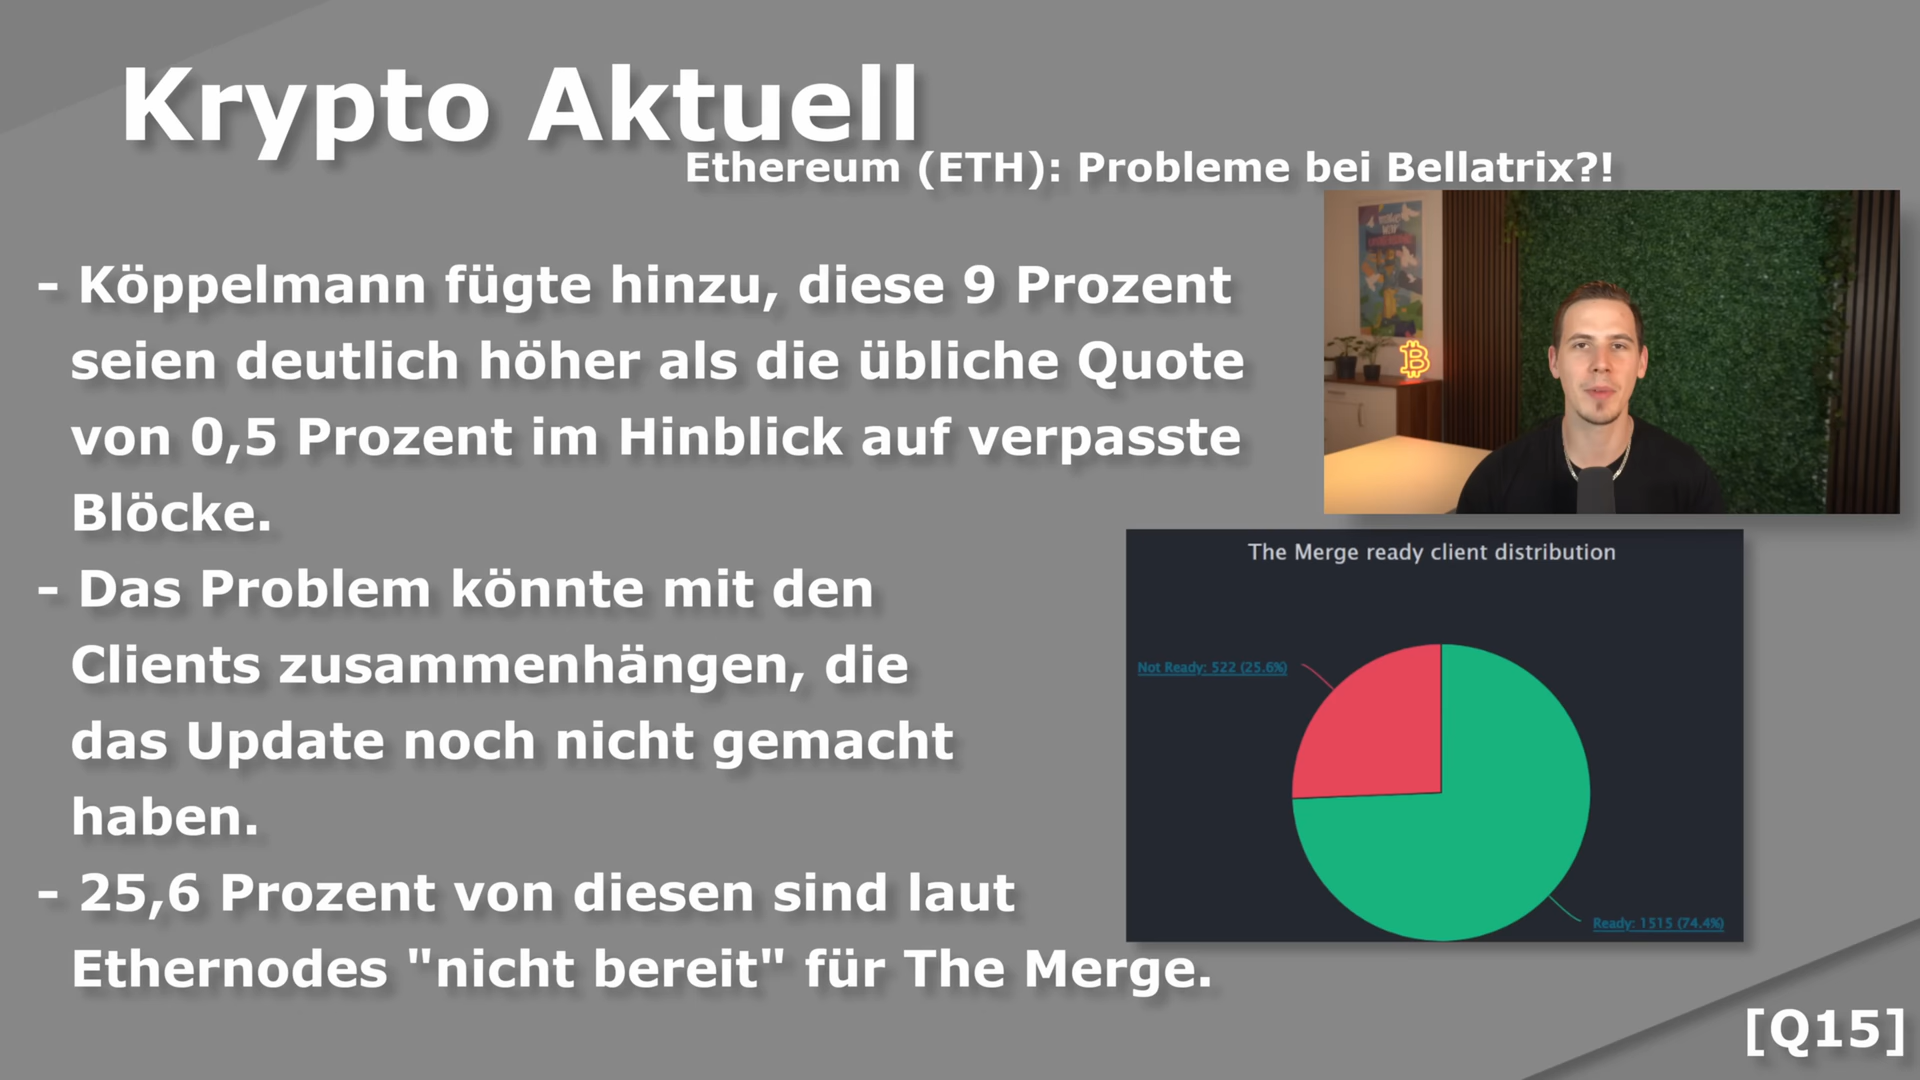 Krypto Aktuell
Ethereum (ETH): Probleme bei Bellatrix?!
- Köppelmann fügte hinzu, diese 9 Prozent
seien deutlich höher als die übliche Quote
von 0,5 Prozent im Hinblick auf verpasste
Blöcke.
- Das Problem könnte mit den
Clients zusammenhängen, die
das Update noch nicht gemacht
haben.
- 25,6 Prozent von diesen sind laut
Ethernodes "nicht bereit" für The Merge.
The Merge ready client distribution
Not Ready: 522 (25.6%)
Ready: 1515 (74.4%)
[Q15]